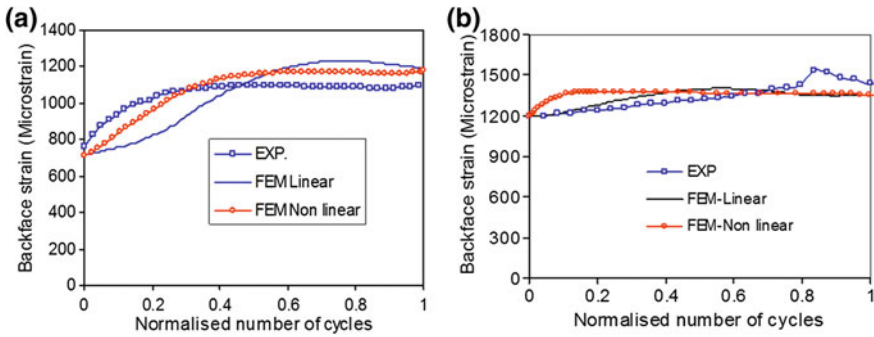 (a)
1400
1200
1000
800
600
400
200
0
Backface strain (Microstrain)
EXP.
FEM Linear
FEM Non linear
0 0.2 0.4 0.6 0.8 1
Normalised number of cycles
(b)
1800
1500
1200
900
600
300
0
Backface strain (Microstrain)
EXP
FEM-Linear
FEM-Non linear
0 0.2 0.4 0.6 0.8 1
Normalised number of cycles